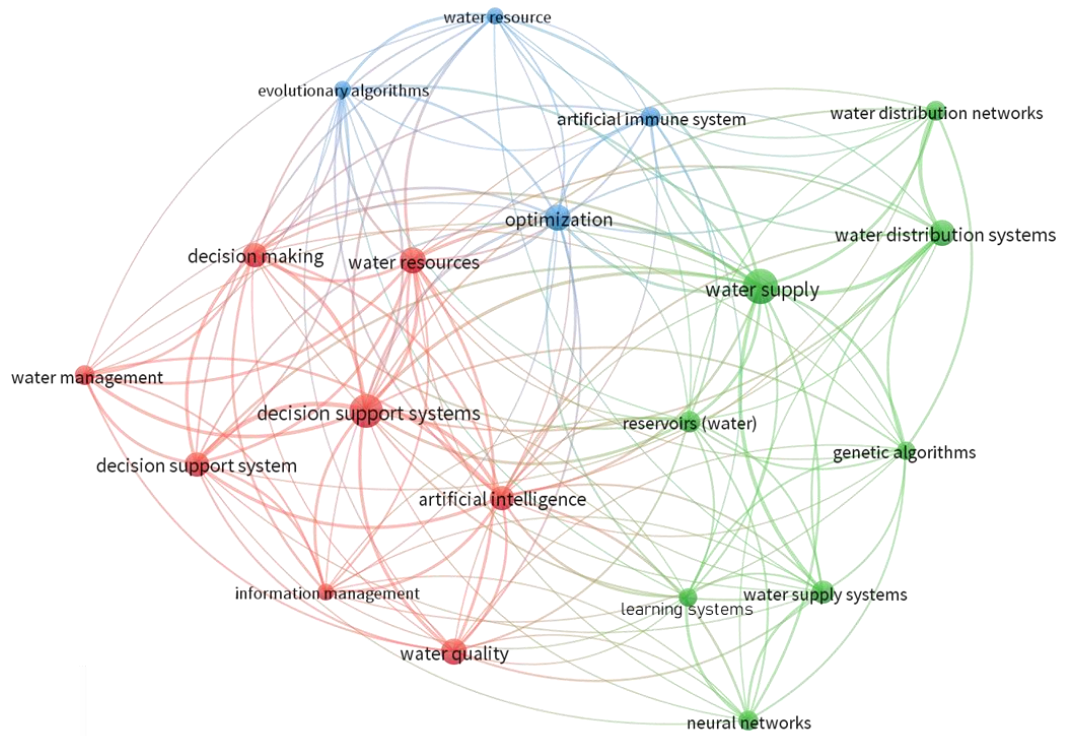 water resource
evolutionary algorithms
artificial immune system
water distribution networks
optimization
water distribution systems
decision making
water resources
water supply
water management
decision support systems
reservoirs (water)
decision support system
genetic algorithms
artificial intelligence
information management
learning systems
water supply systems
water quality
neural networks